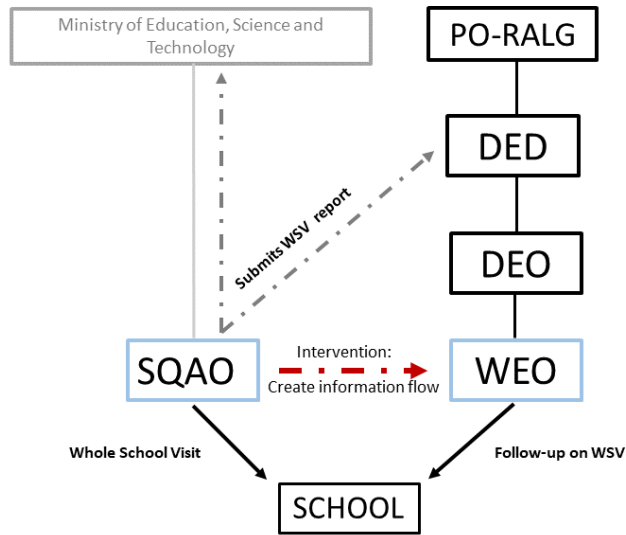 Ministry of Education, Science and
Technology
PO-RALG
DED
Submits WSV report
DEO
SQAO
Intervention:
Create information flow
WEO
Whole School Visit
Follow-up on WSV
SCHOOL